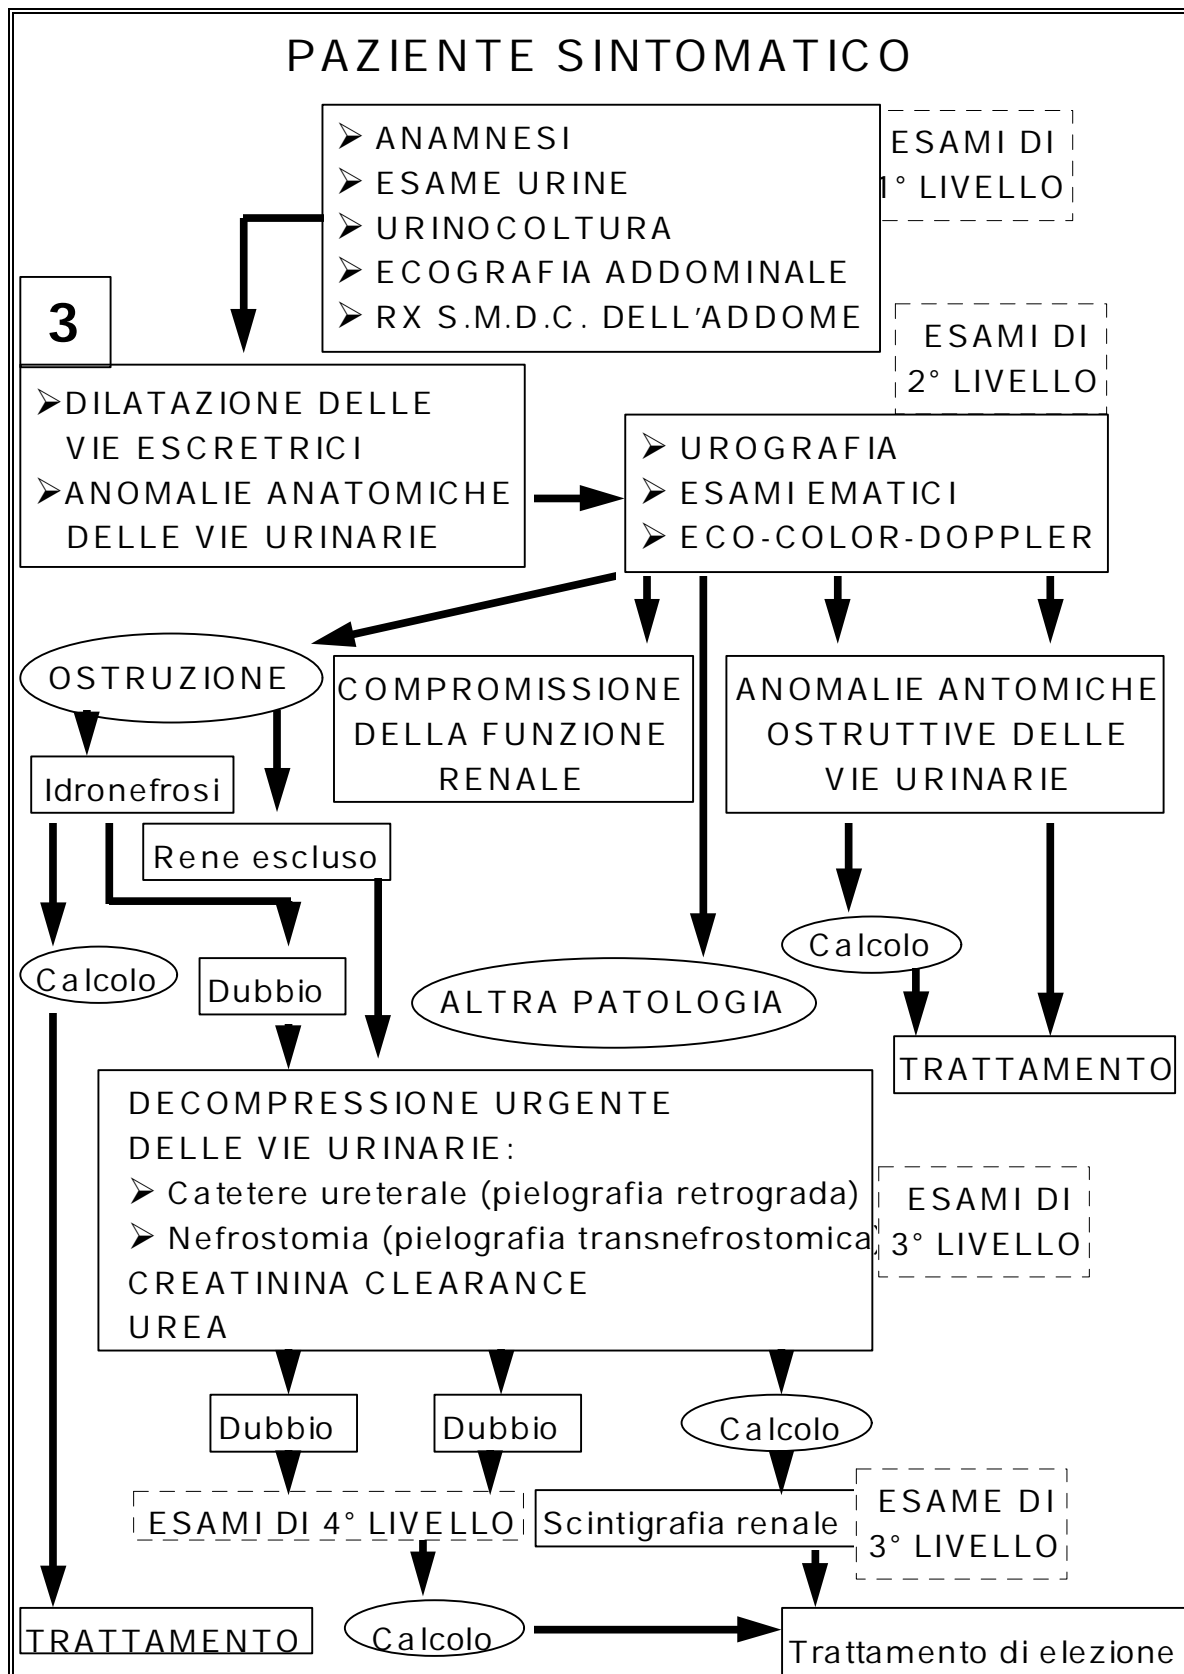 PAZIENTE SINTOMATICO
➢ ANAMNESI
➢ ESAME URINE
➢ URINOCOLTURA
➢ ECOGRAFIA ADDOMINALE
➢ RX S.M.D.C. DELL'ADDOME
ESAMI DI
1° LIVELLO
3
➢DILATAZIONE DELLE
VIE ESCRETRICI
➢ANOMALIE ANATOMICHE
DELLE VIE URINARIE
ESAMI DI
2° LIVELLO
➢ UROGRAFIA
➢ ESAMI EMATICI
➢ ECO-COLOR-DOPPLER
OSTRUZIONE
COMPROMISSIONE
DELLA FUNZIONE
RENALE
ANOMALIE ANTOMICHE
OSTRUTTIVE DELLE
VIE URINARIE
Idronefrosi
Rene escluso
Calcolo
Dubbio
ALTRA PATOLOGIA
Calcolo
TRATTAMENTO
DECOMPRESSIONE URGENTE
DELLE VIE URINARIE:
➢ Catetere ureterale (pielografia retrograda)
➢ Nefrostomia (pielografia transnefrostomica)
CREATININA CLEARANCE
UREA
ESAMI DI
3° LIVELLO
Dubbio
Dubbio
Calcolo
ESAMI DI 4° LIVELLO
Scintigrafia renale
ESAME DI
3° LIVELLO
TRATTAMENTO
Calcolo
Trattamento di elezione